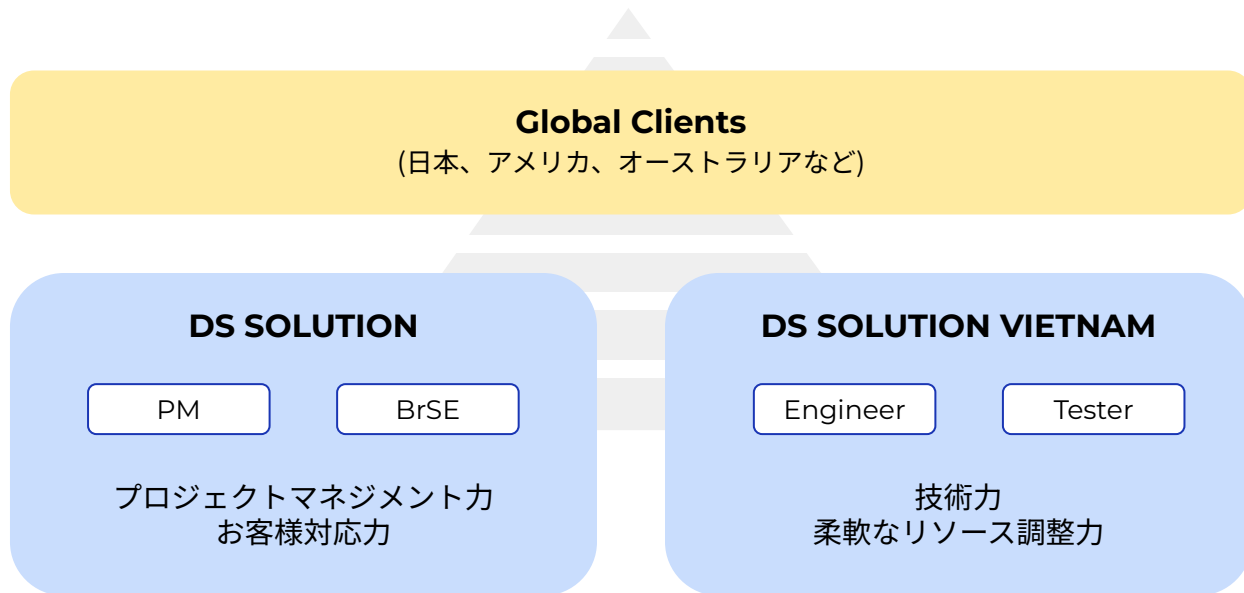 Global Clients
(日本、アメリカ、オーストラリアなど)
DS SOLUTION
PM
BrSE
プロジェクトマネジメント力
お客様対応力
DS SOLUTION VIETNAM
Engineer
Tester
技術力
柔軟なリソース調整力